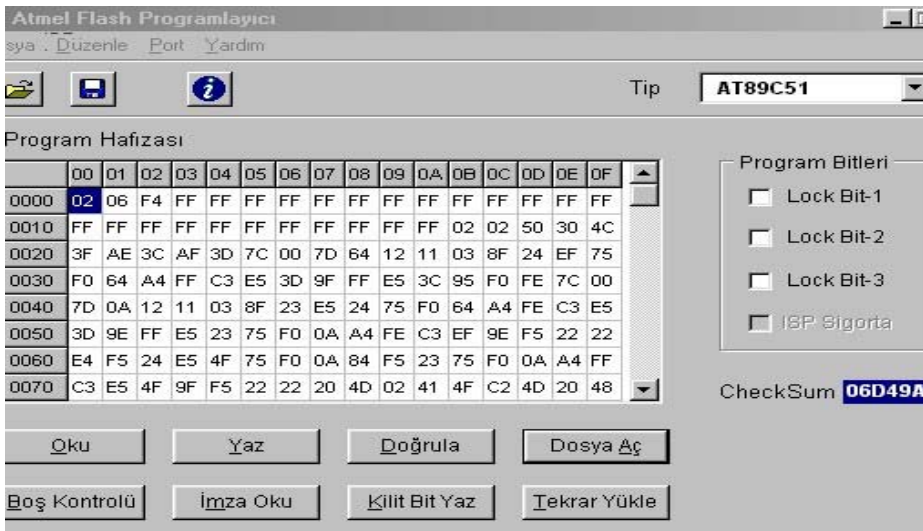 Atmel Flash Programlayıcı
sya . Düzenle Port Yardım
Tip AT89C51
Program Hafızası
00 01 02 03 04 05 06 07 08 09 0A 0B 0C 0D 0E 0F
0000 02 06 F4 FF FF FF FF FF FF FF FF FF FF FF FF FF
0010 FF FF FF FF FF FF FF FF FF FF FF 02 02 50 30 4C
0020 3F AE 3C AF 3D 7C 00 7D 64 12 11 03 8F 24 EF 75
0030 F0 64 A4 FF C3 E5 3D 9F FF E5 3C 95 F0 FE 7C 00
0040 7D 0A 12 11 03 8F 23 E5 24 75 F0 64 A4 FE C3 E5
0050 3D 9E FF E5 23 75 F0 0A A4 FE C3 EF 9E F5 22 22
0060 E4 F5 24 E5 4F 75 F0 0A 84 F5 23 75 F0 0A A4 FF
0070 C3 E5 4F 9F F5 22 22 20 4D 02 41 4F C2 4D 20 48
Program Bitleri
Lock Bit-1
Lock Bit-2
Lock Bit-3
ISP Sigorta
CheckSum 06D49A
Oku Yaz Doğrula Dosya Aç
Boş Kontrolü İmza Oku Kilit Bit Yaz Tekrar Yükle